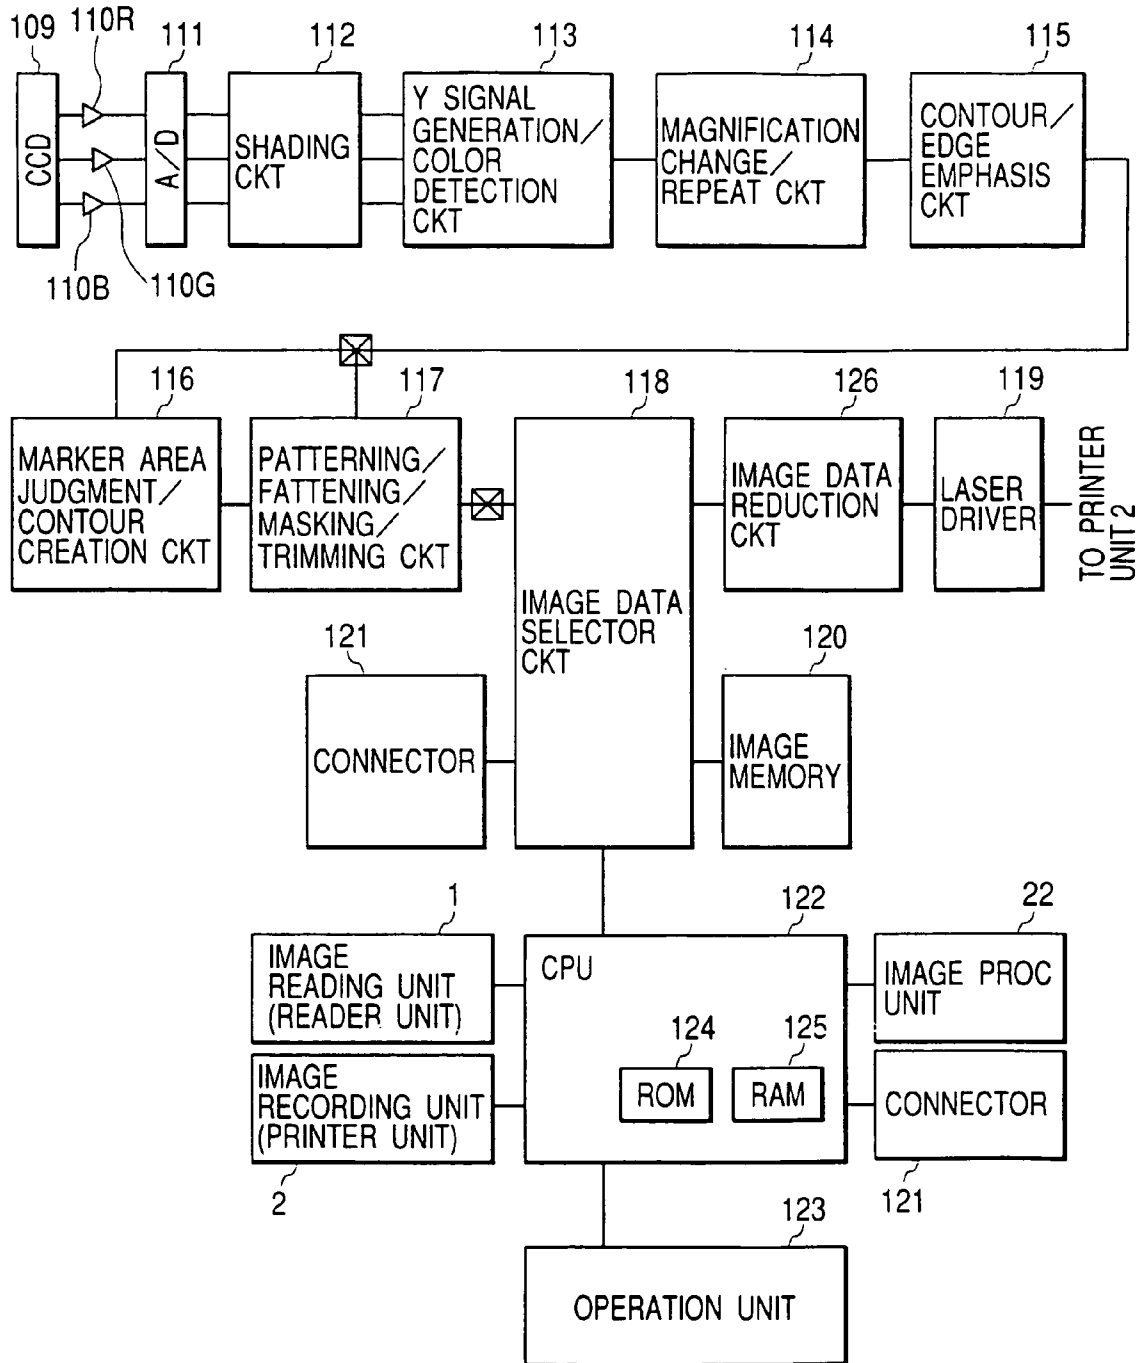 109
110R
111
112
113
114
115
CCD
A/D
SHADING
CKT
Y SIGNAL
GENERATION/
COLOR
DETECTION
CKT
MAGNIFICATION
CHANGE/
REPEAT CKT
CONTOUR/
EDGE
EMPHASIS
CKT
110B
110G
116
117
118
126
119
MARKER AREA
JUDGMENT/
CONTOUR
CREATION CKT
PATTERNING/
FATTENING/
MASKING/
TRIMMING CKT
IMAGE DATA
SELECTOR
CKT
IMAGE DATA
REDUCTION
CKT
LASER
DRIVER
TO PRINTER
UNIT 2
121
CONNECTOR
120
IMAGE
MEMORY
1
IMAGE
READING UNIT
(READER UNIT)
122
CPU
22
IMAGE PROC
UNIT
124
ROM
125
RAM
IMAGE
RECORDING UNIT
(PRINTER UNIT)
2
CONNECTOR
121
123
OPERATION UNIT